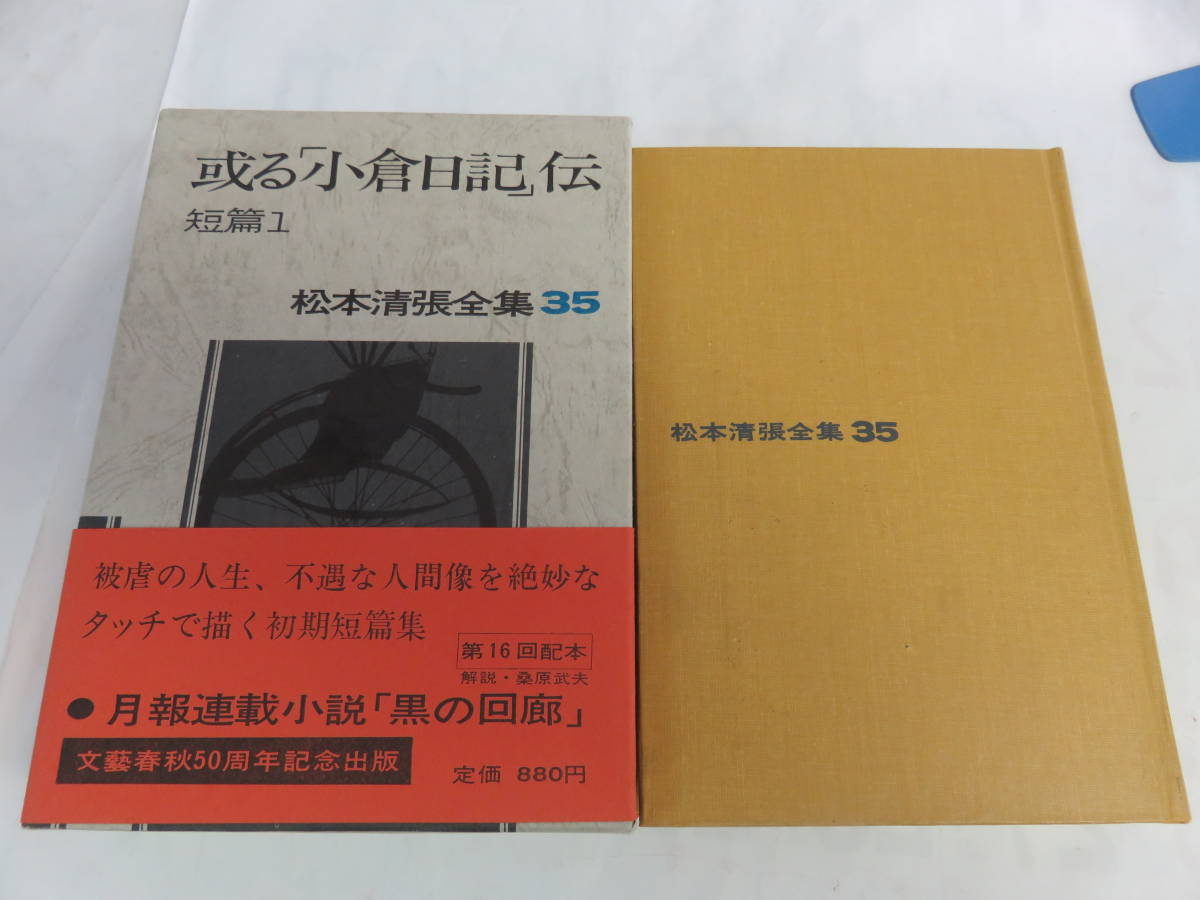 或る「小倉日記」伝
短篇1
松本清張全集35
被虐の人生、不遇な人間像を絶妙な
タッチで描く初期短篇集
第16回配本
解説・桑原武夫
●月報連載小説「黒の回廊」
文藝春秋50周年記念出版
定価 880円
松本清張全集35